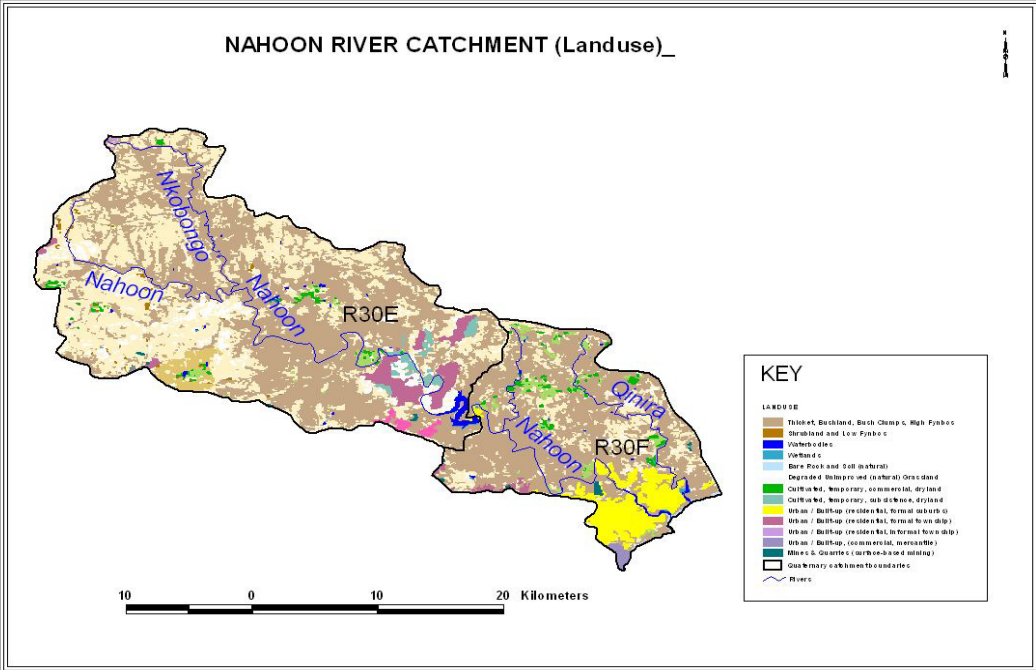 NAHOON RIVER CATCHMENT (Landuse)_
Nkobongo
Nahoon
Nahoon
R30E
Qinira
Nahoon
R30F
KEY
LANDUSE
Thicket, Bushland, Bush Clumps, High Fynbos
Shrubland and Low Fynbos
Waterbodies
Wetlands
Bare Rock and Soil (natural)
Degraded Unimproved (natural) Grassland
Cultivated, temporary, commercial, dryland
Cultivated, temporary, subsistence, dryland
Urban / Built-up (residential, formal suburbs)
Urban / Built-up (residential, formal township)
Urban / Built-up (residential, informal township)
Urban / Built-up, (commercial, mercantile)
Mines & Quarries (surface-based mining)
Quaternary catchment boundaries
Rivers
10 0 10 20 Kilometers